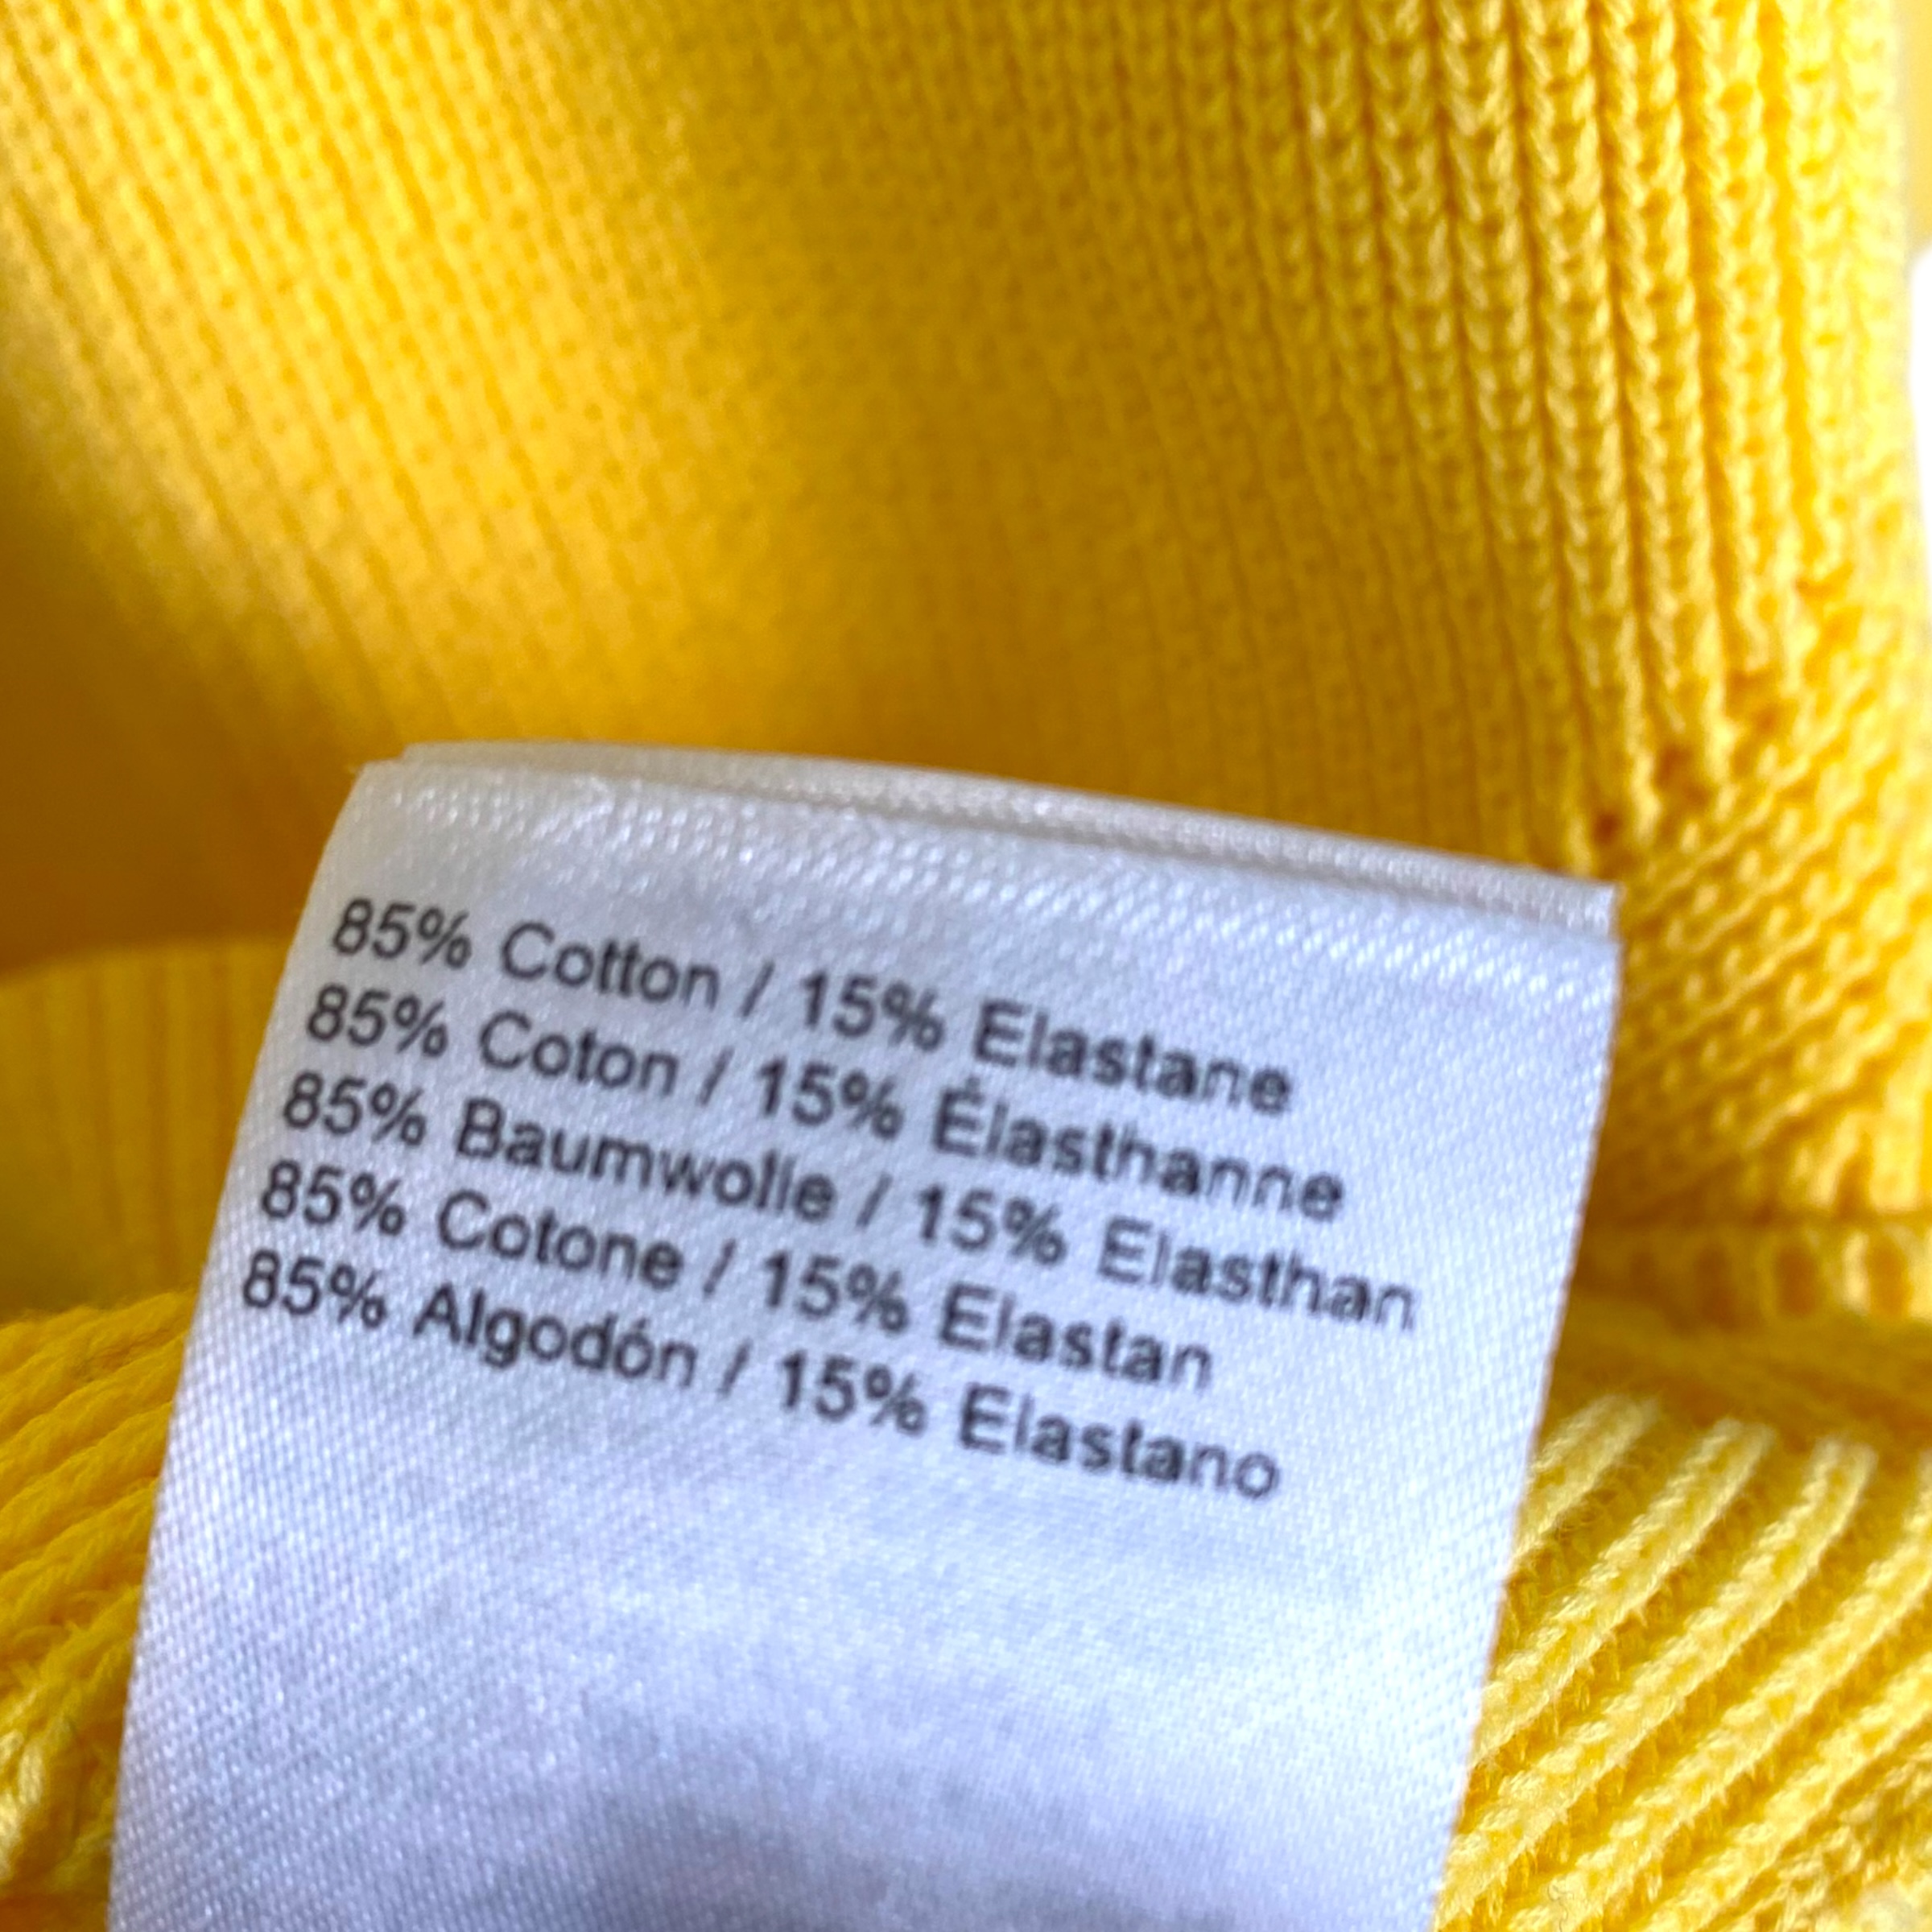 85% Cotton / 15% Elastane
85% Coton / 15% Élasthanne
85% Baumwolle / 15% Elasthan
85% Cotone / 15% Elastan
85% Algodón / 15% Elastano